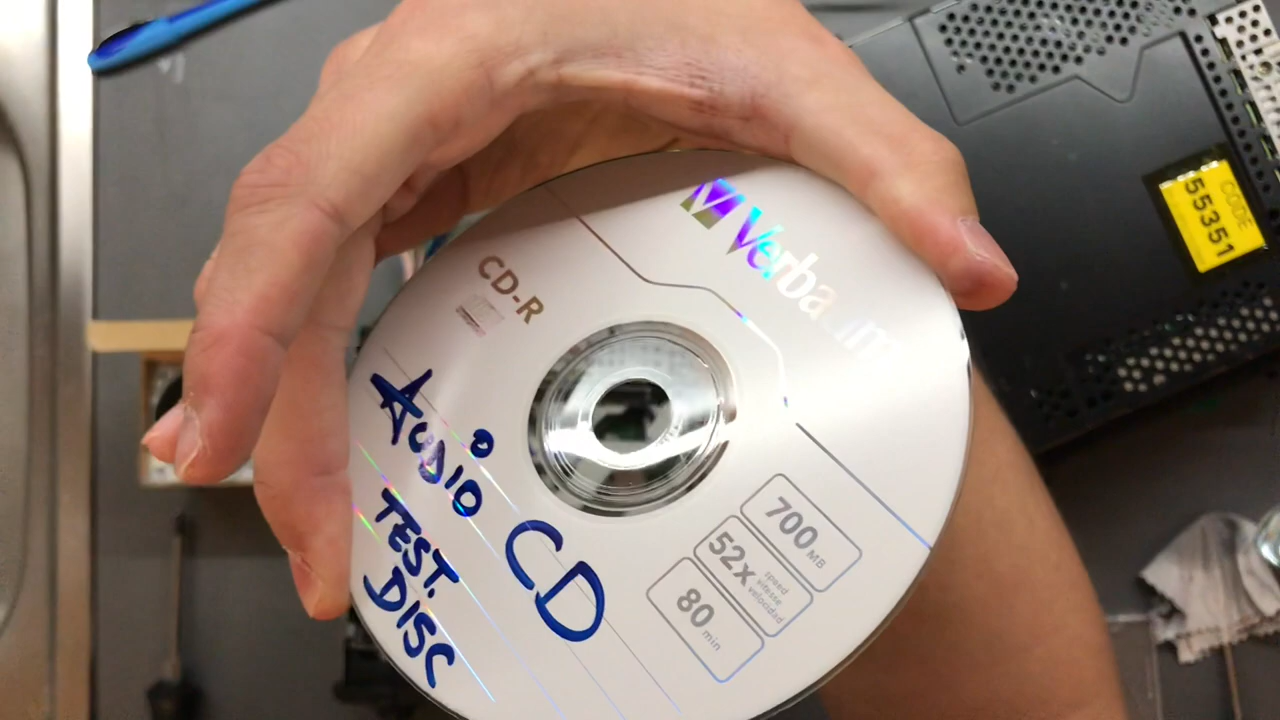 Verbatim
CD-R
AUDIO CD
TEST.
DISC
700 MB
52x speed vitesse velocidad
80 min
CODE
55351